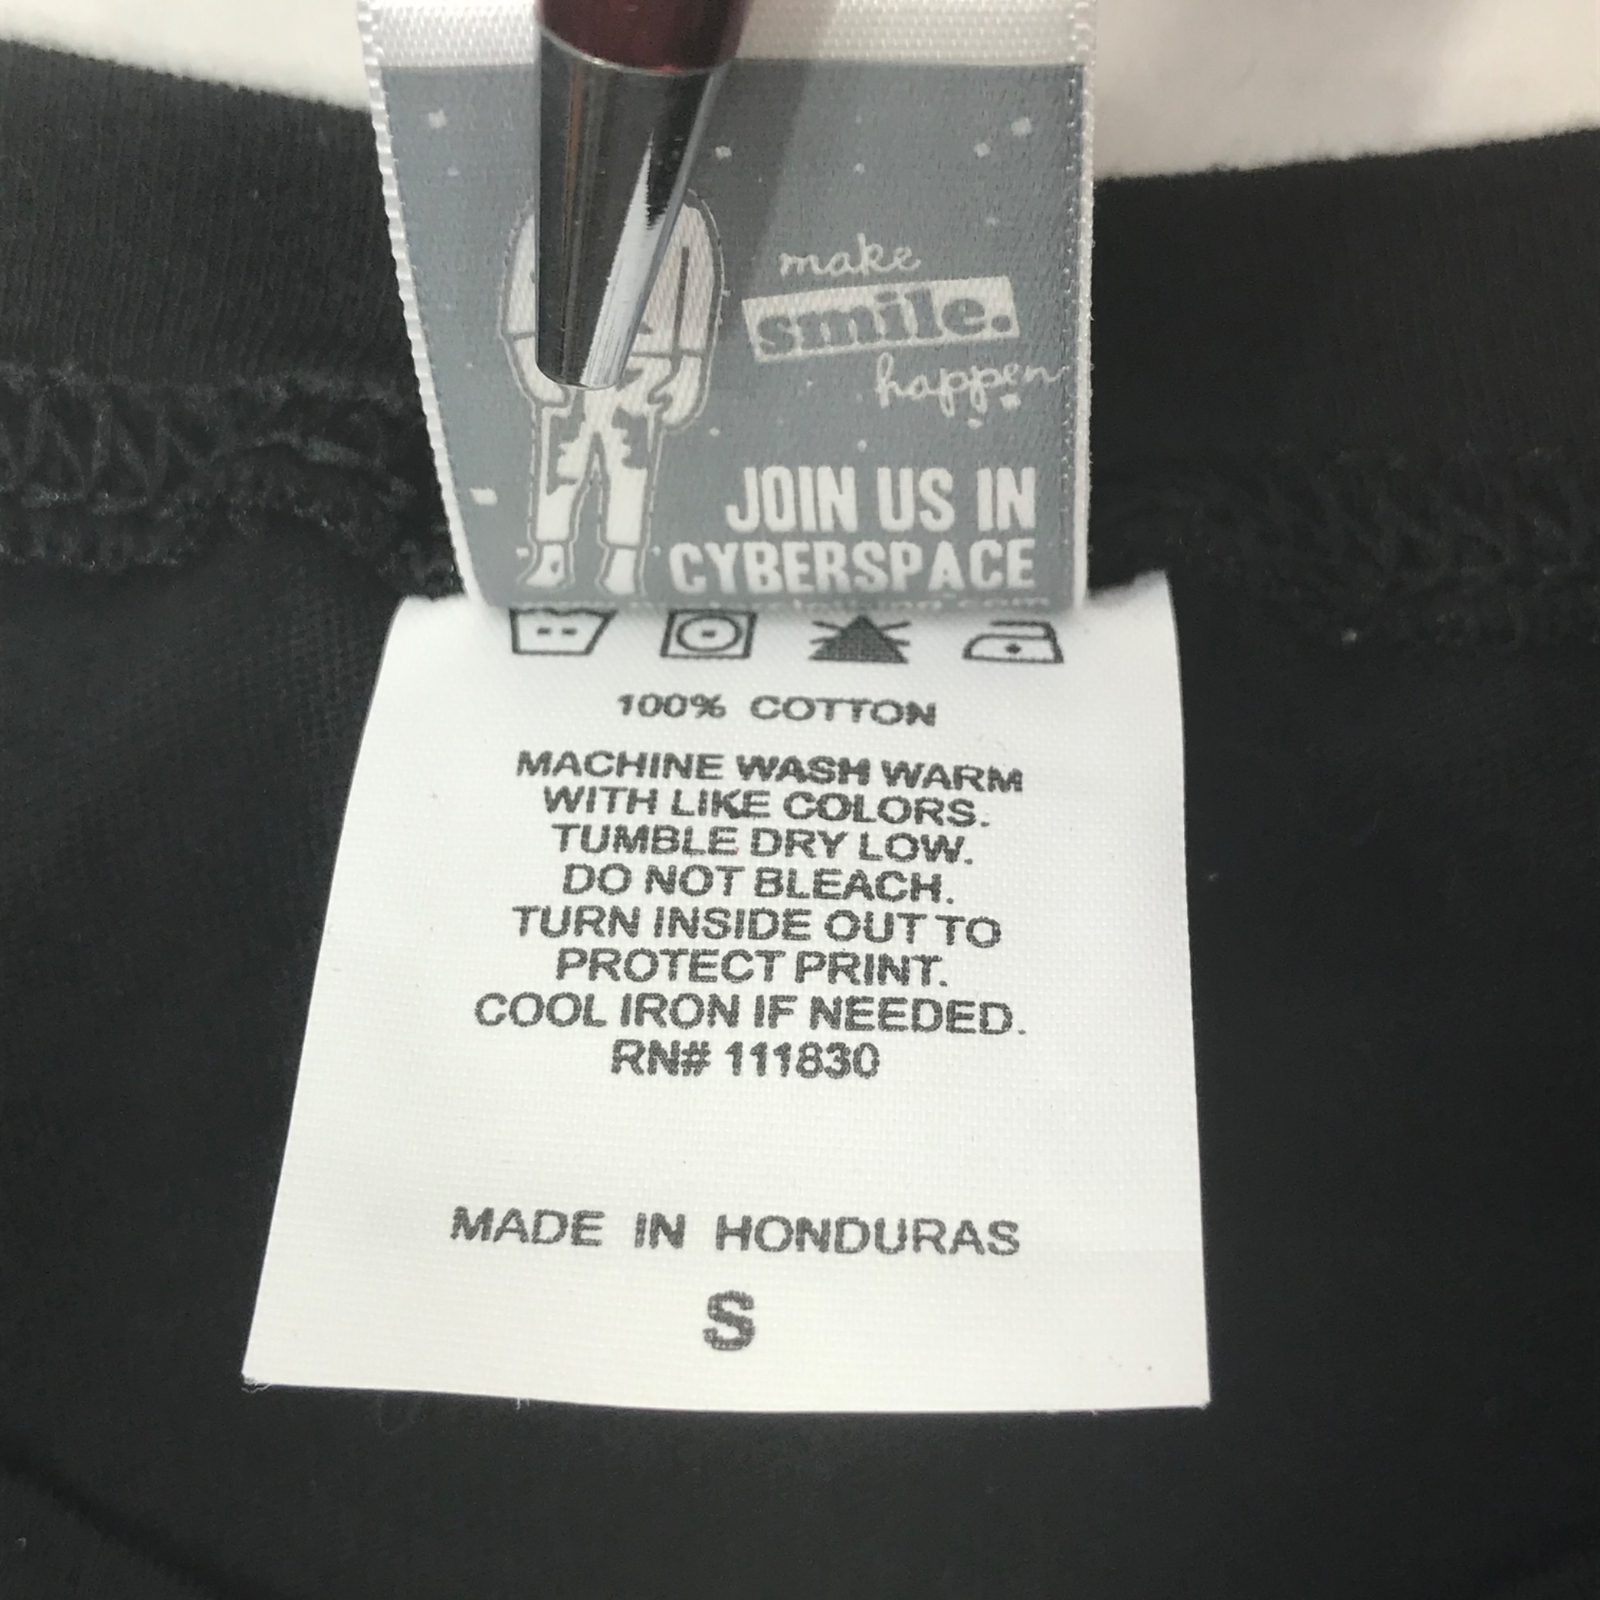 make
smile.
happen
JOIN US IN
CYBERSPACE
100% COTTON
MACHINE WASH WARM
WITH LIKE COLORS.
TUMBLE DRY LOW.
DO NOT BLEACH.
TURN INSIDE OUT TO
PROTECT PRINT.
COOL IRON IF NEEDED.
RN# 111830
MADE IN HONDURAS
S